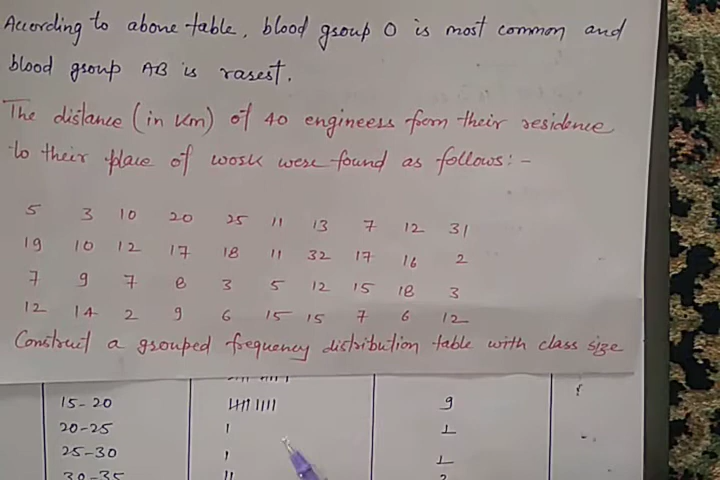 According to above table, blood group O is most common and
blood group AB is rarest.
The distance (in Km) of 40 engineers from their residence
to their place of work were found as follows:-
5 3 10 20 25 11 13 7 12 31
19 10 12 17 18 11 32 17 16 2
7 9 7 8 3 5 12 15 18 3
12 14 2 9 6 15 15 7 6 12
Construct a grouped frequency distribution table with class size
15-20 9
20-25 1
25-30 1
30-35